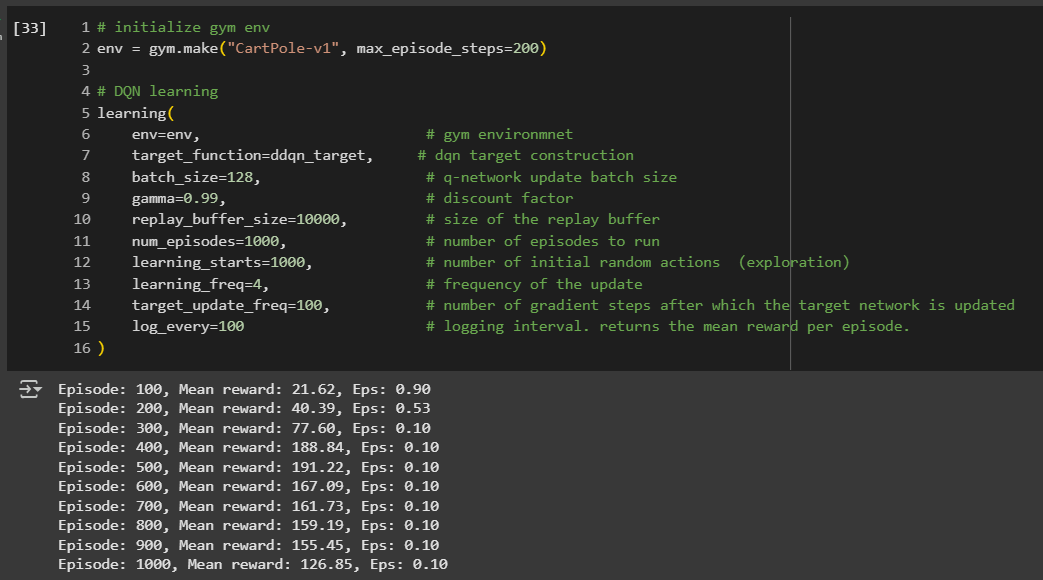 [33]
1 # initialize gym env
2 env = gym.make("CartPole-v1", max_episode_steps=200)
3
4 # DQN learning
5 learning(
6     env=env,                          # gym environmnet
7     target_function=ddqn_target,     # dqn target construction
8     batch_size=128,                   # q-network update batch size
9     gamma=0.99,                       # discount factor
10     replay_buffer_size=10000,         # size of the replay buffer
11     num_episodes=1000,                # number of episodes to run
12     learning_starts=1000,             # number of initial random actions  (exploration)
13     learning_freq=4,                  # frequency of the update
14     target_update_freq=100,           # number of gradient steps after which the target network is updated
15     log_every=100                     # logging interval. returns the mean reward per episode.
16 )
Episode: 100, Mean reward: 21.62, Eps: 0.90
Episode: 200, Mean reward: 40.39, Eps: 0.53
Episode: 300, Mean reward: 77.60, Eps: 0.10
Episode: 400, Mean reward: 188.84, Eps: 0.10
Episode: 500, Mean reward: 191.22, Eps: 0.10
Episode: 600, Mean reward: 167.09, Eps: 0.10
Episode: 700, Mean reward: 161.73, Eps: 0.10
Episode: 800, Mean reward: 159.19, Eps: 0.10
Episode: 900, Mean reward: 155.45, Eps: 0.10
Episode: 1000, Mean reward: 126.85, Eps: 0.10